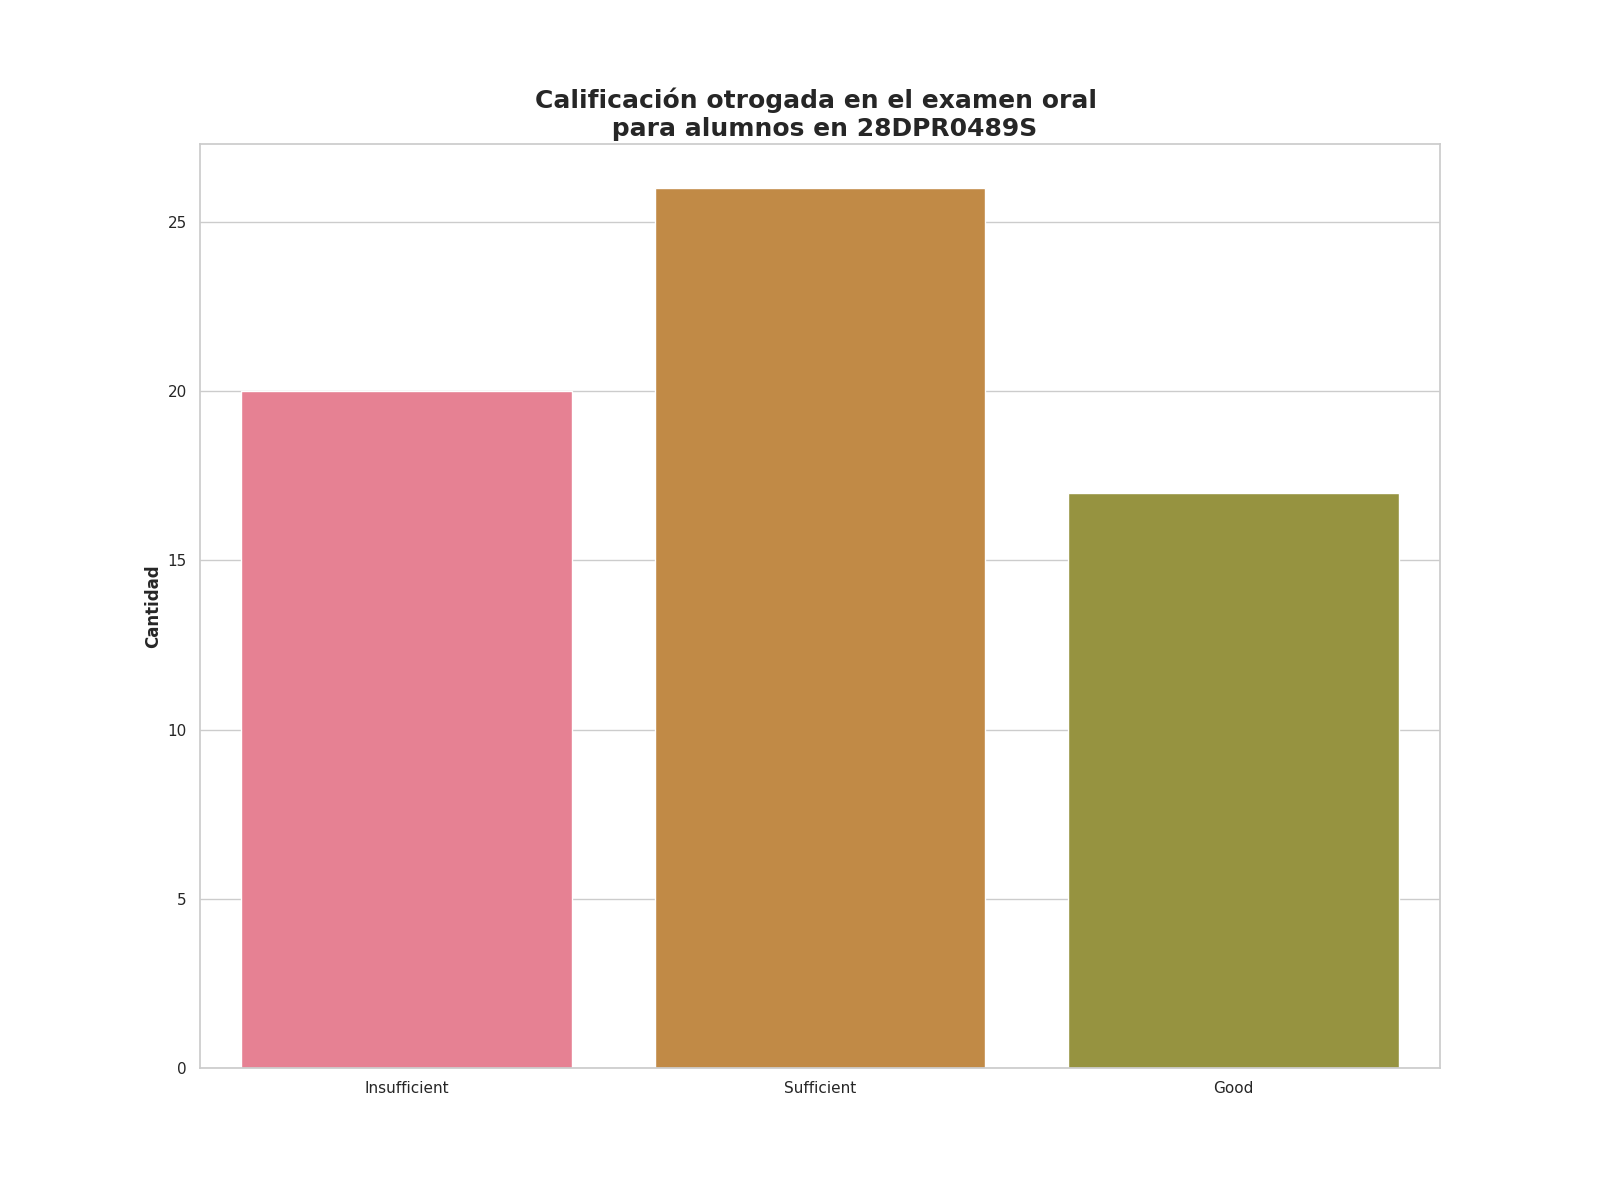 Calificación otrogada en el examen oral
para alumnos en 28DPR0489S
25
20
15
10
5
0
Cantidad
Insufficient
Sufficient
Good